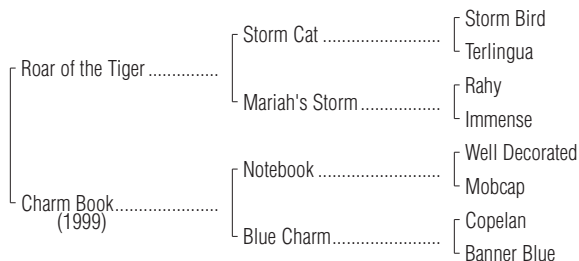 Storm Bird
Storm Cat ........................
Terlingua
Roar of the Tiger ..............
Rahy
Mariah's Storm ................
Immense
Well Decorated
Notebook ........................
Mobcap
Charm Book.....................
(1999)
Copelan
Blue Charm......................
Banner Blue